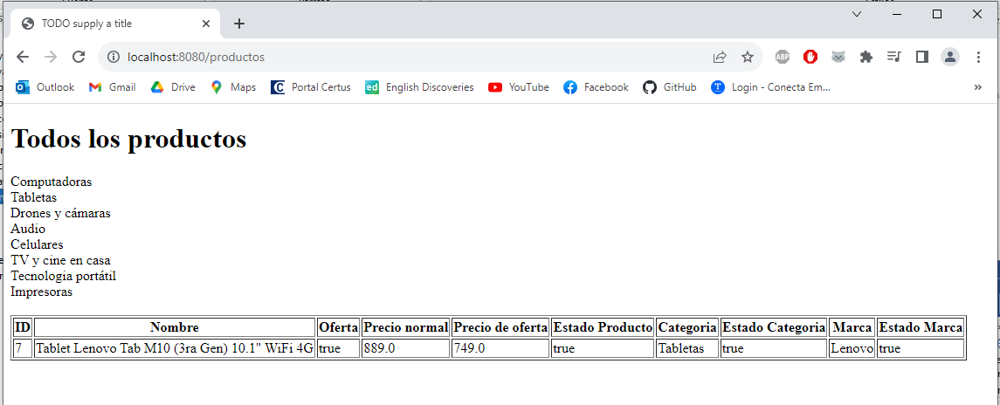 TODO supply a title
localhost:8080/productos
ABP
Outlook Gmail Drive Maps Portal Certus ed English Discoveries YouTube Facebook GitHub T Login - Conecta Em... »
Todos los productos
Computadoras
Tabletas
Drones y cámaras
Audio
Celulares
TV y cine en casa
Tecnologia portátil
Impresoras
ID Nombre Oferta Precio normal Precio de oferta Estado Producto Categoria Estado Categoria Marca Estado Marca
7 Tablet Lenovo Tab M10 (3ra Gen) 10.1" WiFi 4G true 889.0 749.0 true Tabletas true Lenovo true